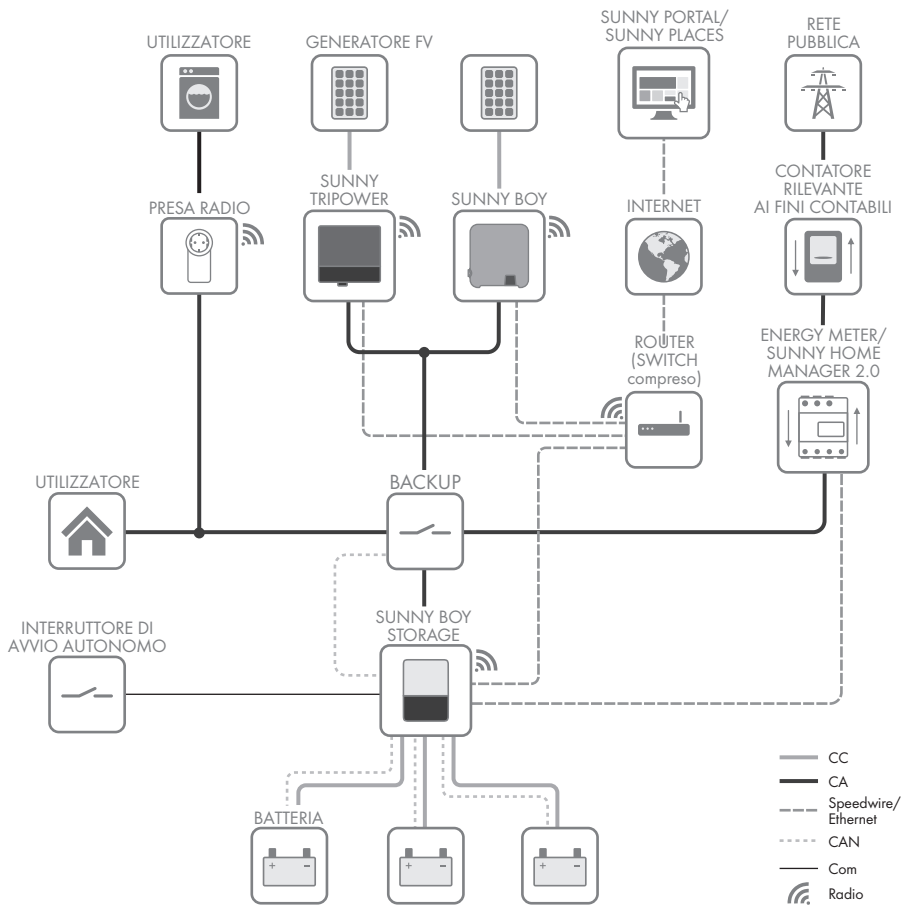 UTILIZZATORE
GENERATORE FV
SUNNY PORTAL/
SUNNY PLACES
RETE
PUBBLICA
PRESA RADIO
SUNNY
TRIPOWER
SUNNY BOY
INTERNET
CONTATORE
RILEVANTE
AI FINI CONTABILI
ROUTER
(SWITCH
compreso)
ENERGY METER/
SUNNY HOME
MANAGER 2.0
UTILIZZATORE
BACKUP
INTERRUTTORE DI
AVVIO AUTONOMO
SUNNY BOY
STORAGE
BATTERIA
+ −
+ −
+ −
CC
CA
Speedwire/
Ethernet
CAN
Com
Radio